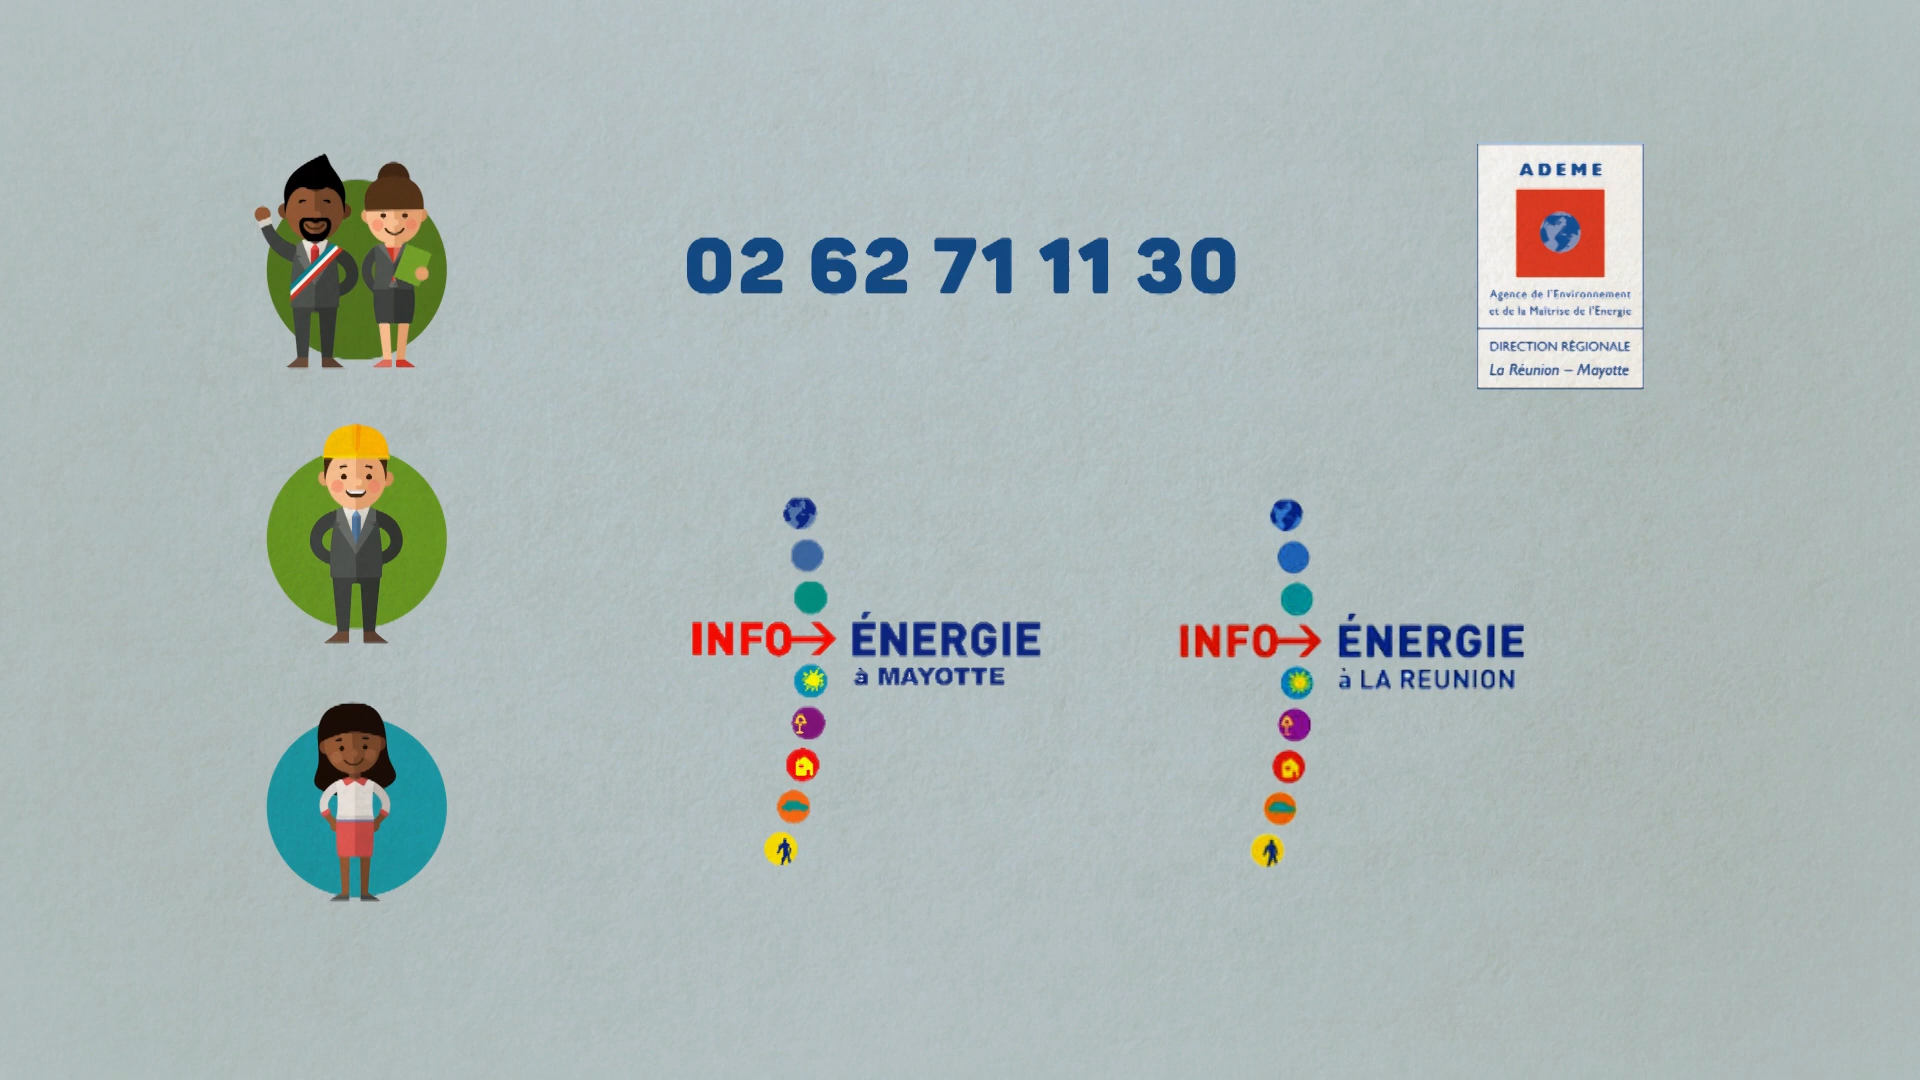 02 62 71 11 30
ADEME
Agence de l'Environnement
et de la Maîtrise de l'Energie
DIRECTION RÉGIONALE
La Réunion – Mayotte
INFO→ ÉNERGIE
à MAYOTTE
INFO→ ÉNERGIE
à LA REUNION